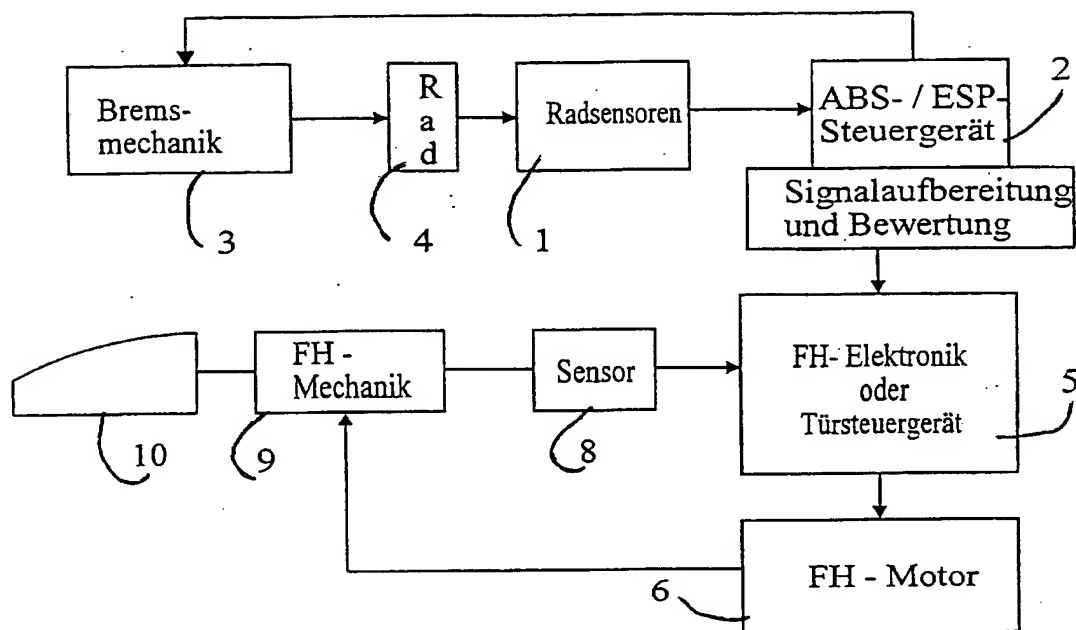 Brems-
mechanik
R
a
d
Radsensoren
ABS- / ESP-
Steuergerät
2
Signalaufbereitung
und Bewertung
3
4
1
FH -
Mechanik
Sensor
FH- Elektronik
oder
Türsteuergerät
5
10
9
8
6
FH - Motor